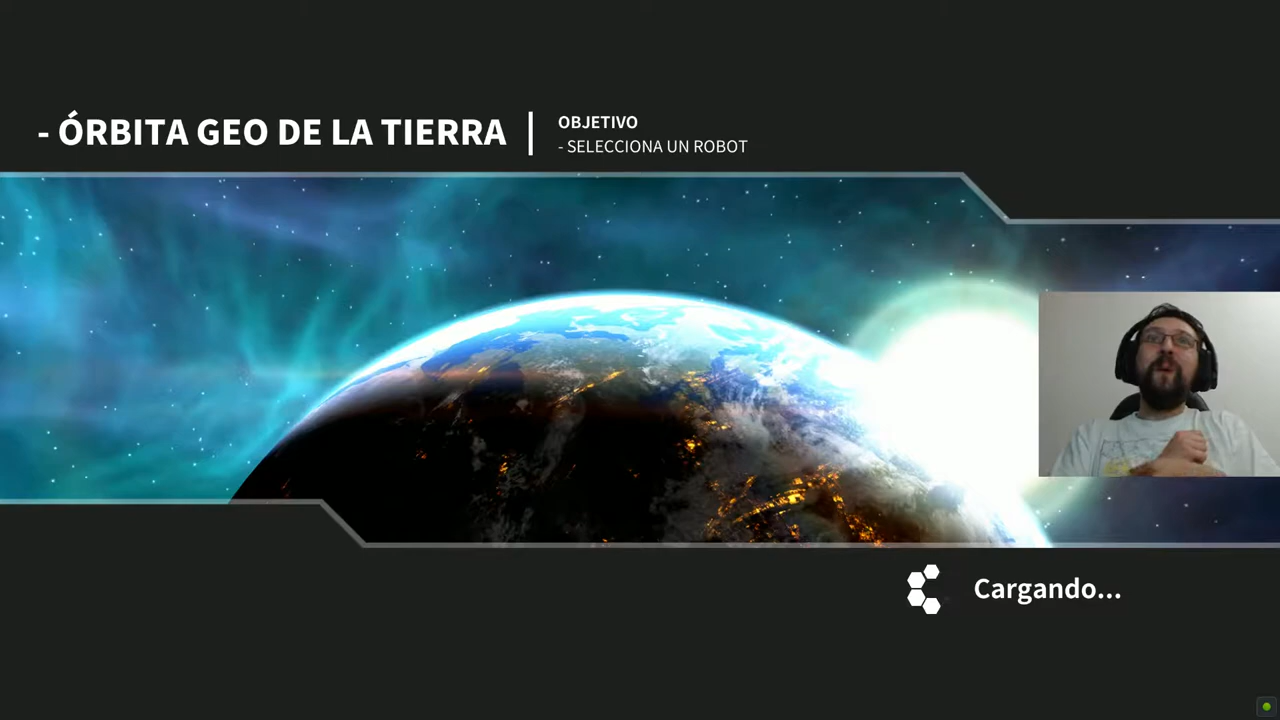 - ÓRBITA GEO DE LA TIERRA
OBJETIVO
- SELECCIONA UN ROBOT
Cargando...